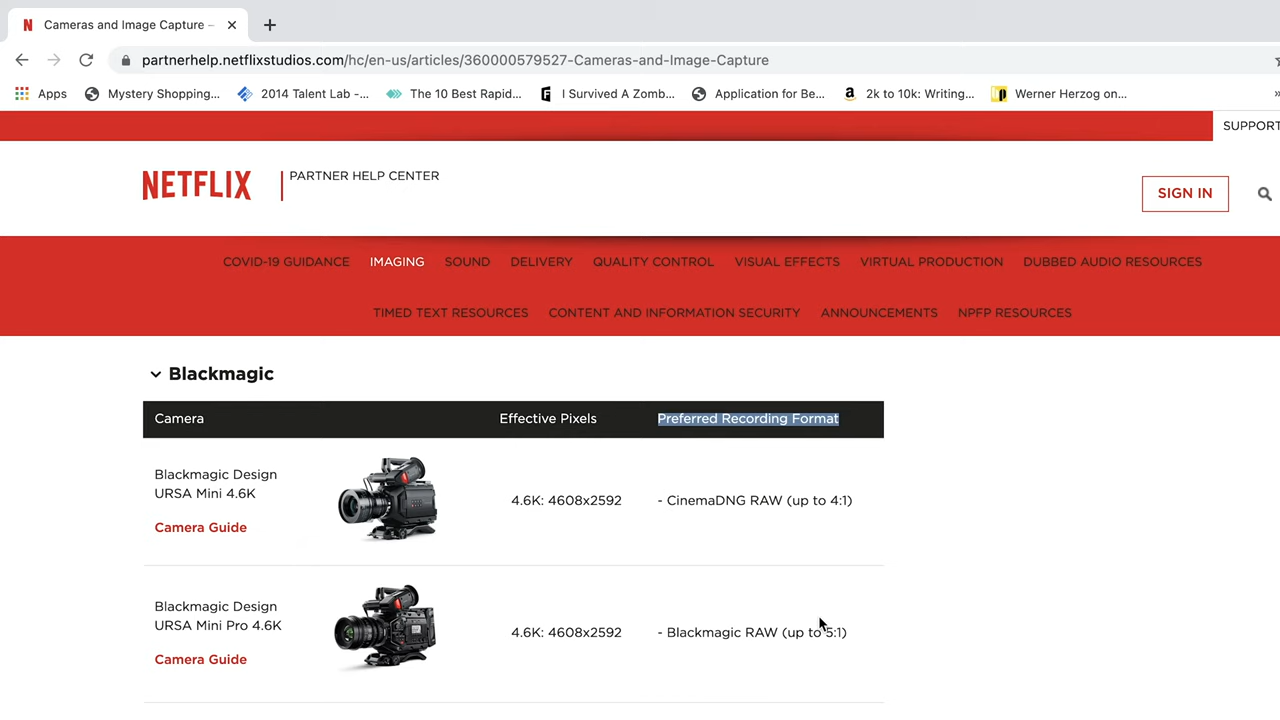 Cameras and Image Capture –
partnerhelp.netflixstudios.com/hc/en-us/articles/360000579527-Cameras-and-Image-Capture
Apps Mystery Shopping... 2014 Talent Lab -... The 10 Best Rapid... I Survived A Zomb... Application for Be... 2k to 10k: Writing... Werner Herzog on... »
SUPPORT
NETFLIX PARTNER HELP CENTER
SIGN IN
COVID-19 GUIDANCE IMAGING SOUND DELIVERY QUALITY CONTROL VISUAL EFFECTS VIRTUAL PRODUCTION DUBBED AUDIO RESOURCES
TIMED TEXT RESOURCES CONTENT AND INFORMATION SECURITY ANNOUNCEMENTS NPFP RESOURCES
Blackmagic
Camera Effective Pixels Preferred Recording Format
Blackmagic Design
URSA Mini 4.6K
4.6K: 4608x2592 - CinemaDNG RAW (up to 4:1)
Camera Guide
Blackmagic Design
URSA Mini Pro 4.6K
4.6K: 4608x2592 - Blackmagic RAW (up to 5:1)
Camera Guide